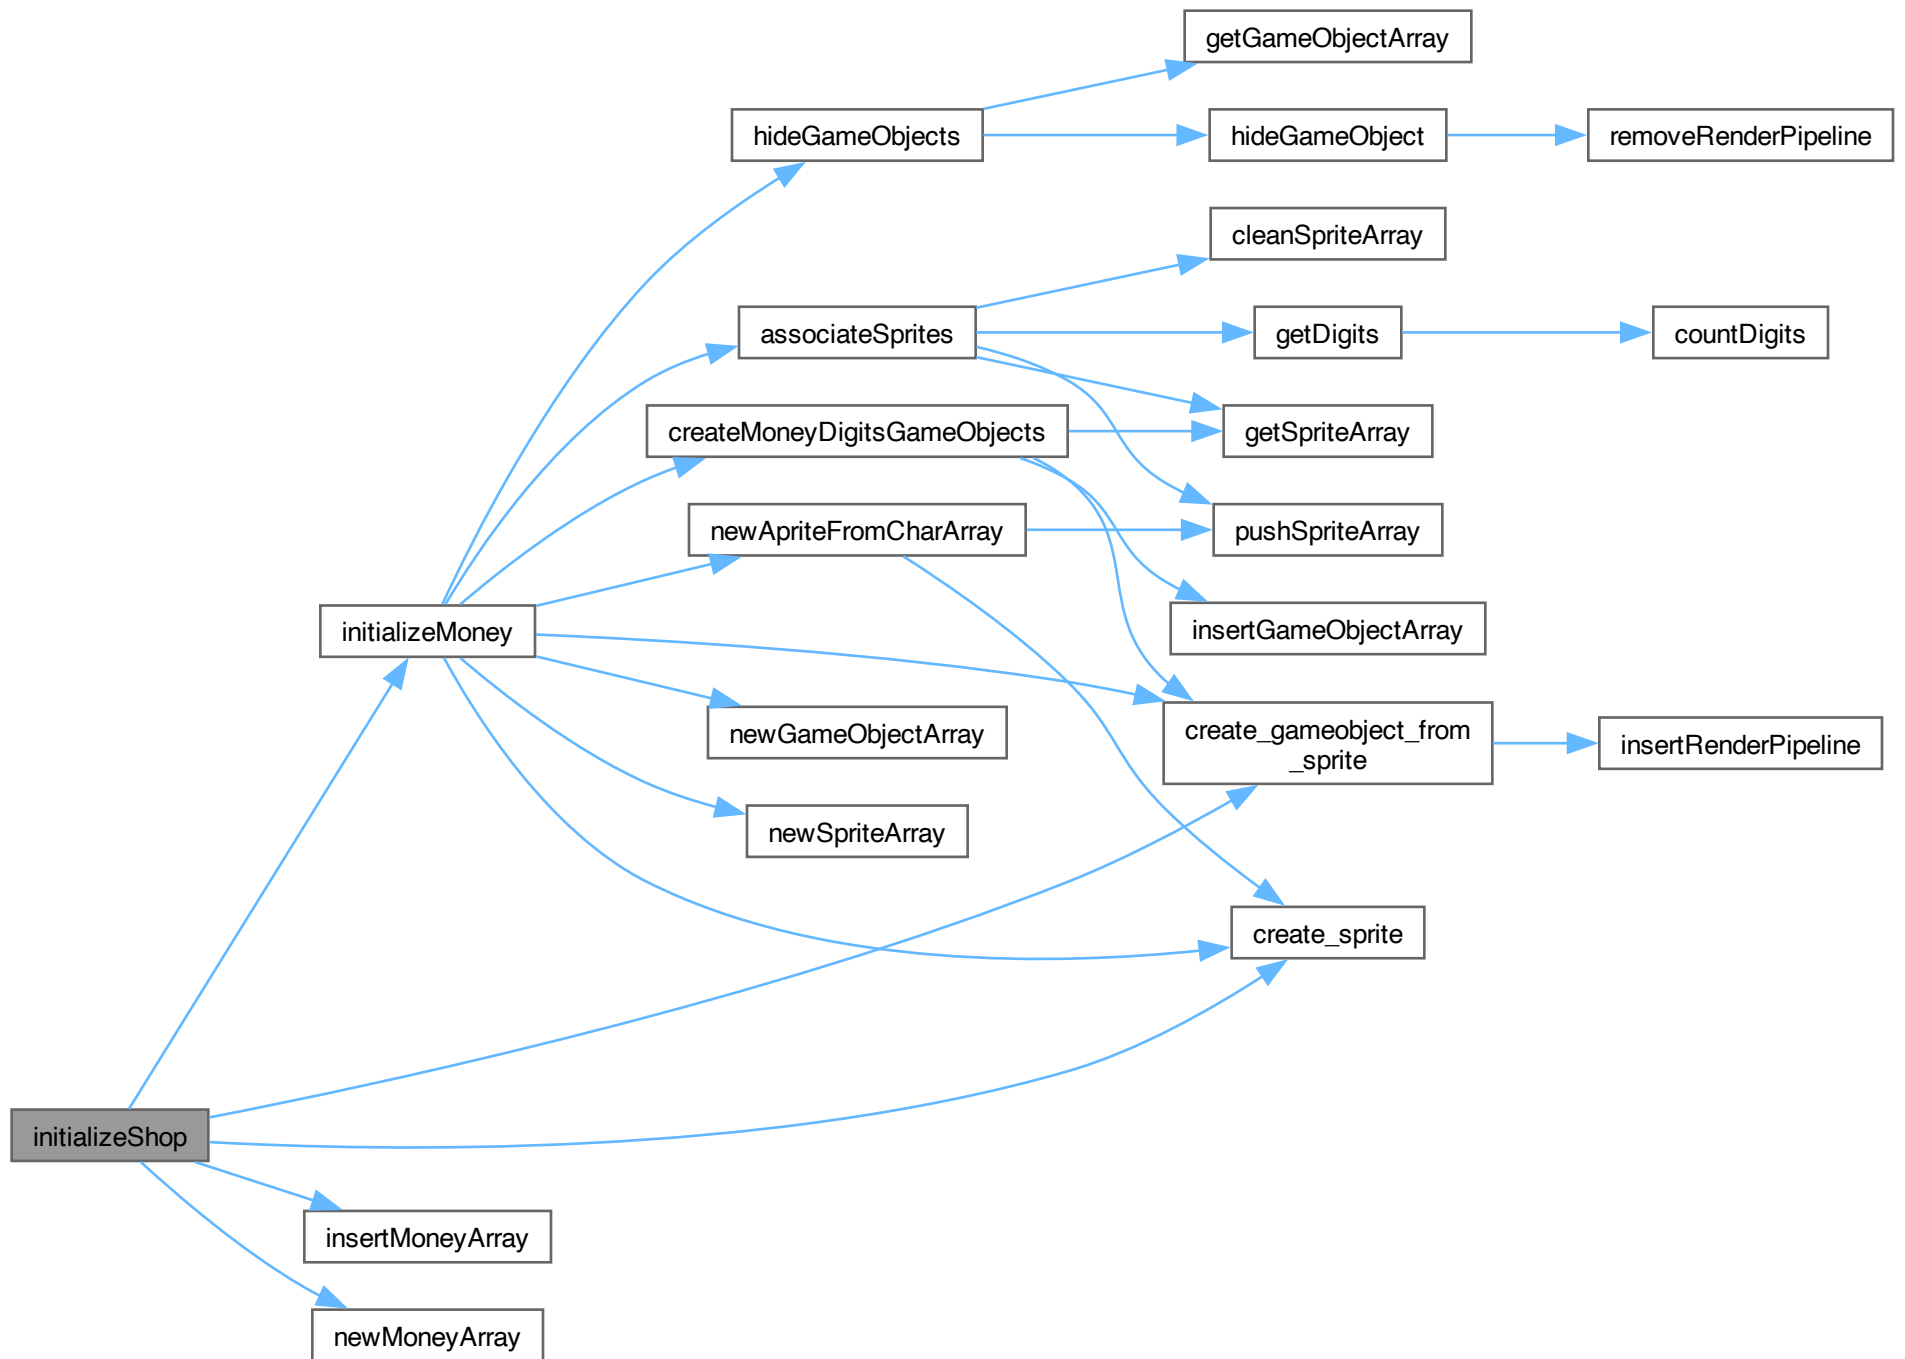 getGameObjectArray
hideGameObjects
hideGameObject
removeRenderPipeline
cleanSpriteArray
associateSprites
getDigits
countDigits
createMoneyDigitsGameObjects
getSpriteArray
newApriteFromCharArray
pushSpriteArray
initializeMoney
insertGameObjectArray
newGameObjectArray
create_gameobject_from
_sprite
insertRenderPipeline
newSpriteArray
create_sprite
initializeShop
insertMoneyArray
newMoneyArray